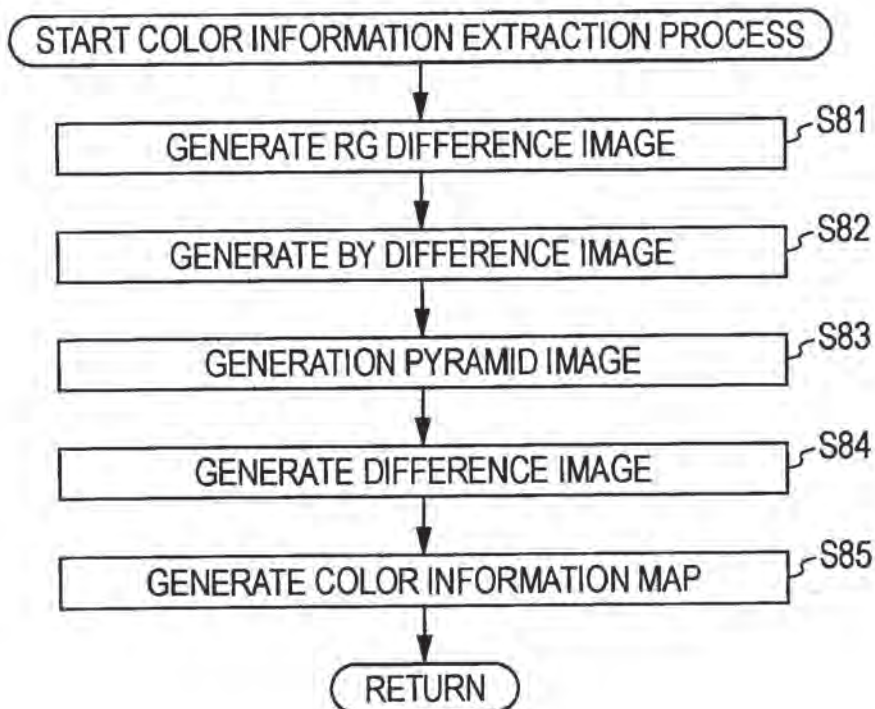 START COLOR INFORMATION EXTRACTION PROCESS
S81
GENERATE RG DIFFERENCE IMAGE
S82
GENERATE BY DIFFERENCE IMAGE
S83
GENERATION PYRAMID IMAGE
S84
GENERATE DIFFERENCE IMAGE
S85
GENERATE COLOR INFORMATION MAP
RETURN